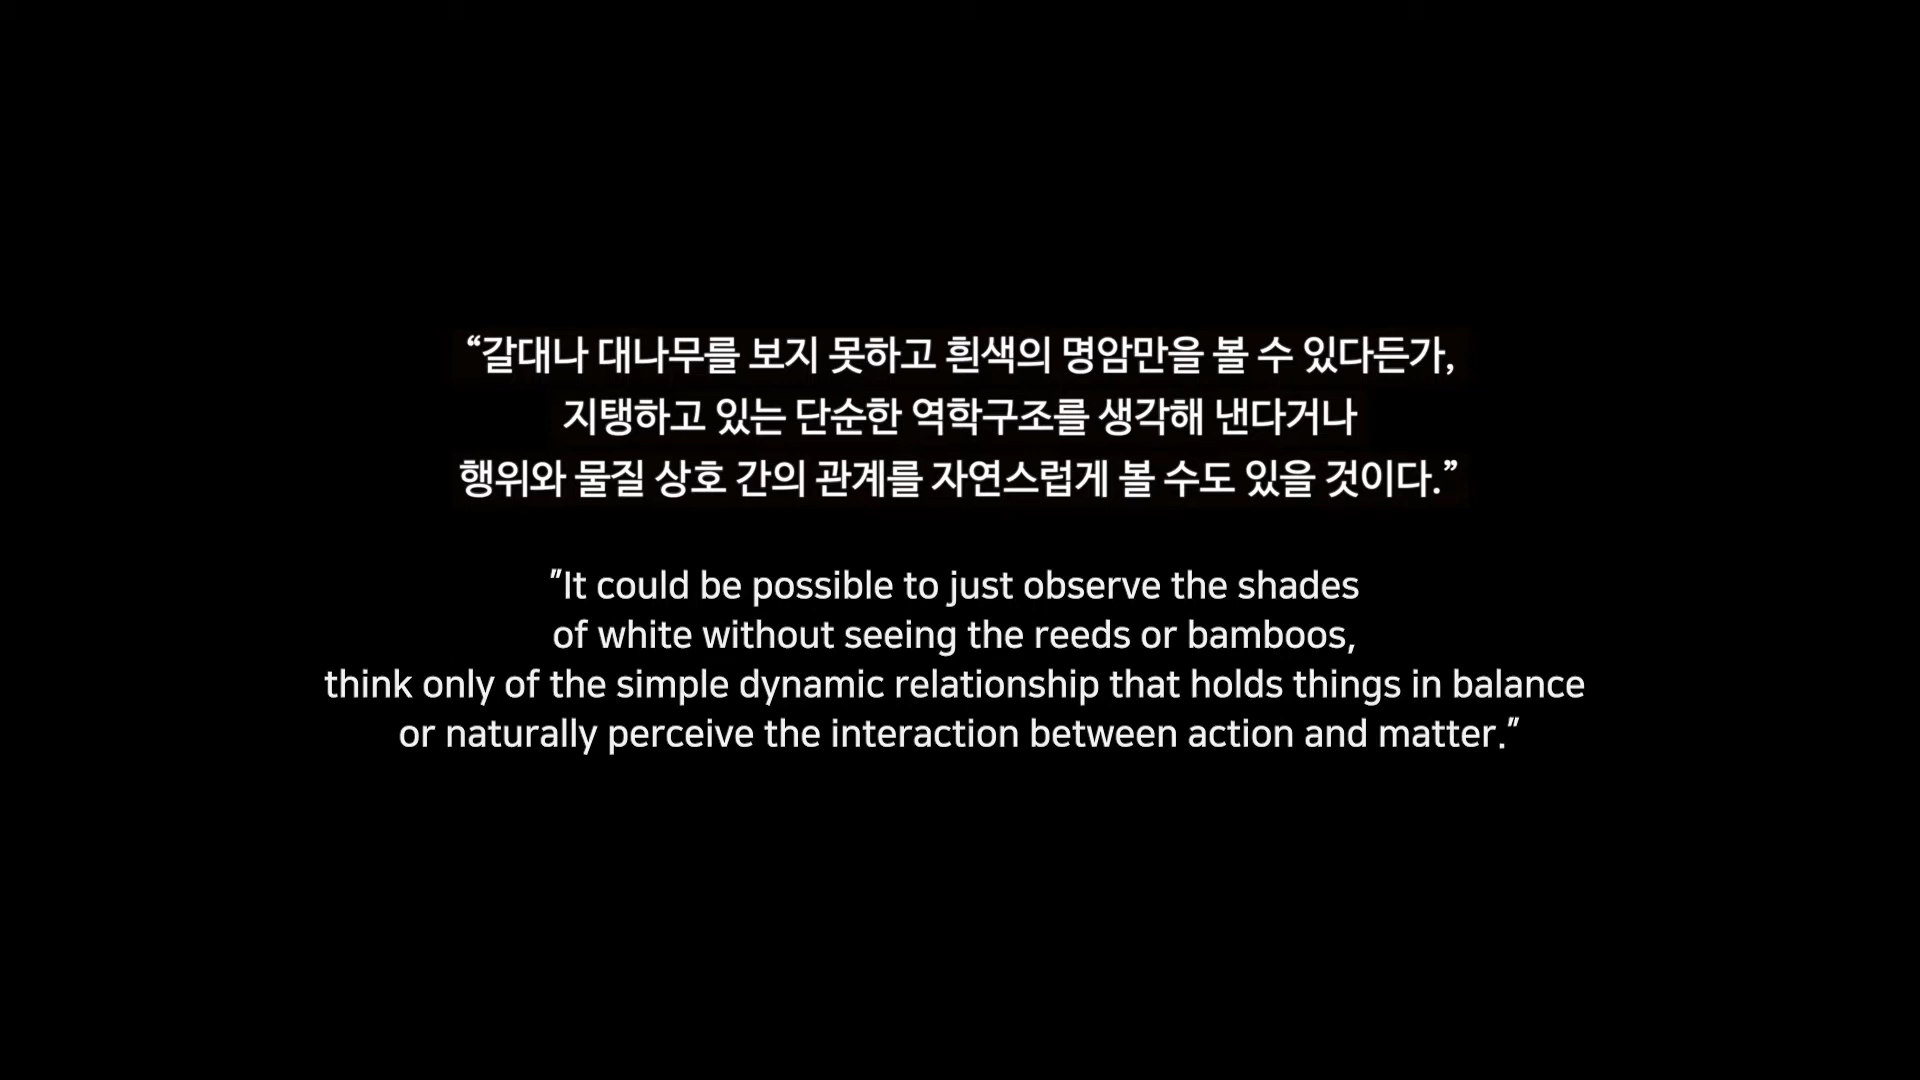 “갈대나 대나무를 보지 못하고 흰색의 명암만을 볼 수 있다든가,
지탱하고 있는 단순한 역학구조를 생각해 낸다거나
행위와 물질 상호 간의 관계를 자연스럽게 볼 수도 있을 것이다.”
"It could be possible to just observe the shades
of white without seeing the reeds or bamboos,
think only of the simple dynamic relationship that holds things in balance
or naturally perceive the interaction between action and matter."